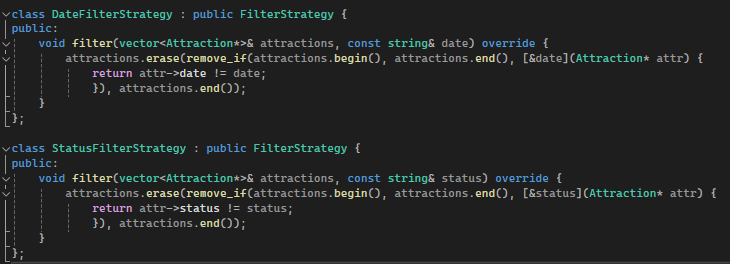 class DateFilterStrategy : public FilterStrategy {
public:
    void filter(vector<Attraction*>& attractions, const string& date) override {
        attractions.erase(remove_if(attractions.begin(), attractions.end(), [&date](Attraction* attr) {
            return attr->date != date;
            }), attractions.end());
    }
};

class StatusFilterStrategy : public FilterStrategy {
public:
    void filter(vector<Attraction*>& attractions, const string& status) override {
        attractions.erase(remove_if(attractions.begin(), attractions.end(), [&status](Attraction* attr) {
            return attr->status != status;
            }), attractions.end());
    }
};